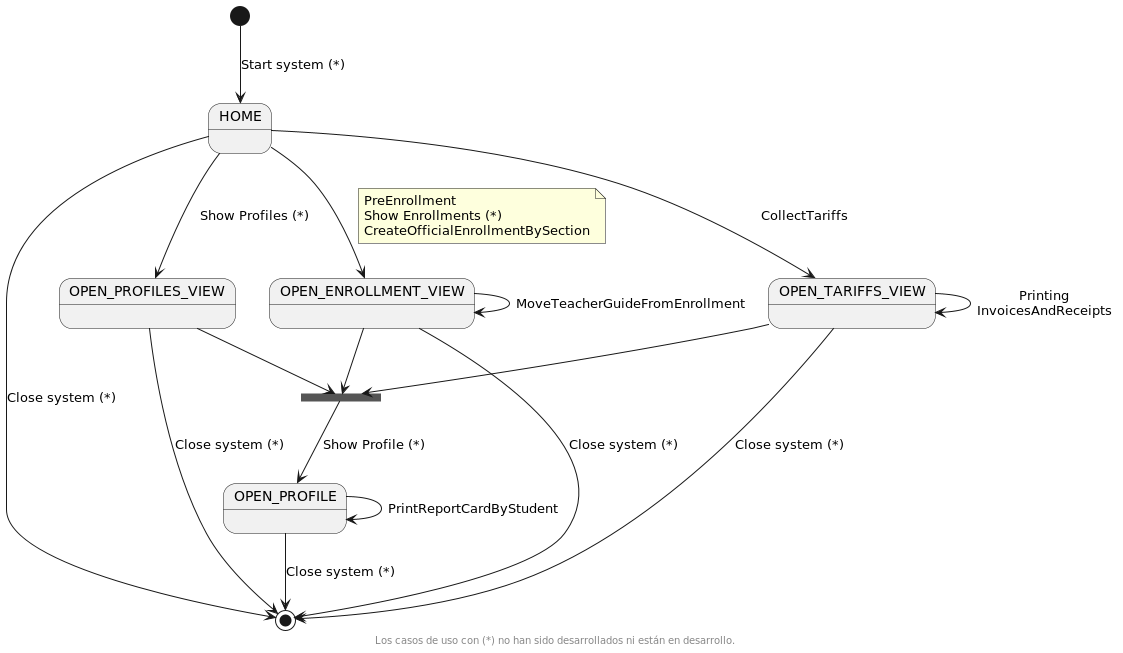 Start system (*)
HOME
PreEnrollment
Show Enrollments (*)
CreateOfficialEnrollmentBySection
Show Profiles (*)
CollectTariffs
OPEN_PROFILES_VIEW
OPEN_ENROLLMENT_VIEW
OPEN_TARIFFS_VIEW
MoveTeacherGuideFromEnrollment
Printing
InvoicesAndReceipts
Close system (*)
Close system (*)
Show Profile (*)
Close system (*)
Close system (*)
OPEN_PROFILE
PrintReportCardByStudent
Close system (*)
Los casos de uso con (*) no han sido desarrollados ni están en desarrollo.